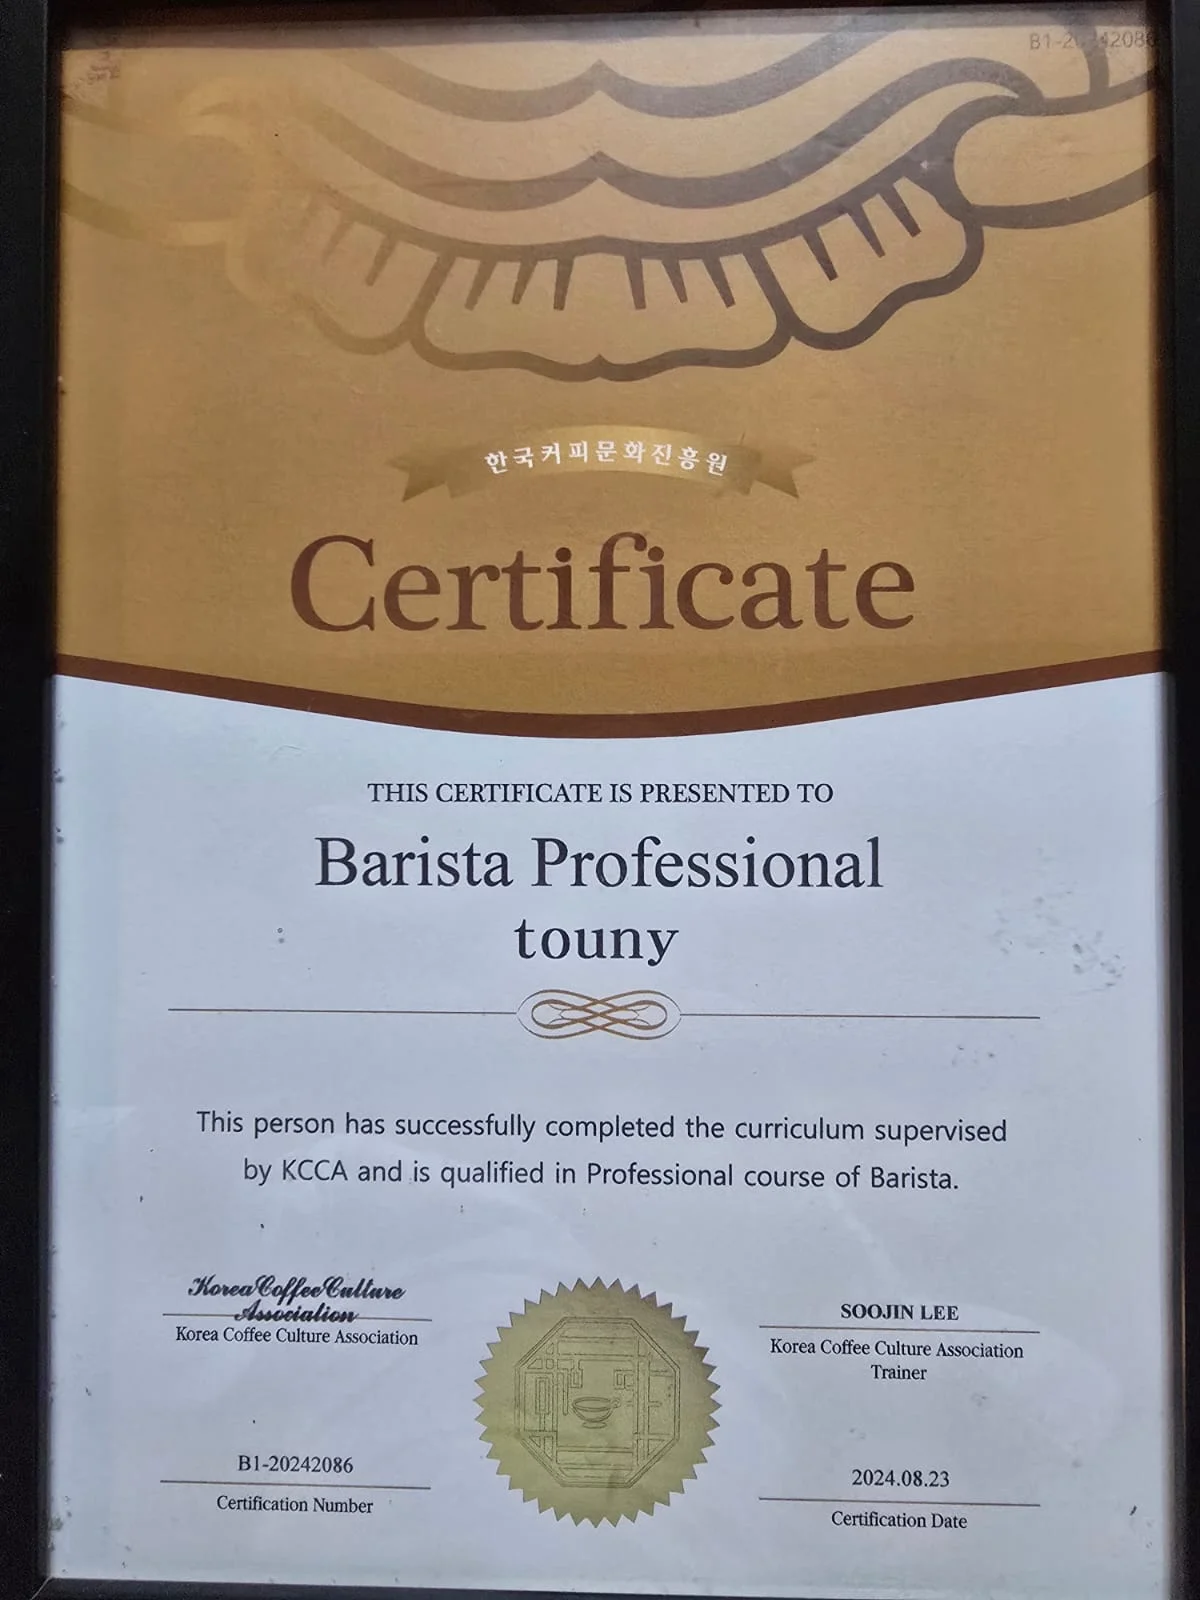 한국커피문화진흥원
Certificate
THIS CERTIFICATE IS PRESENTED TO
Barista Professional
touny
This person has successfully completed the curriculum supervised
by KCCA and is qualified in Professional course of Barista.
Korea Coffee Culture
Association
Korea Coffee Culture Association
SOOJIN LEE
Korea Coffee Culture Association
Trainer
B1-20242086
Certification Number
2024.08.23
Certification Date